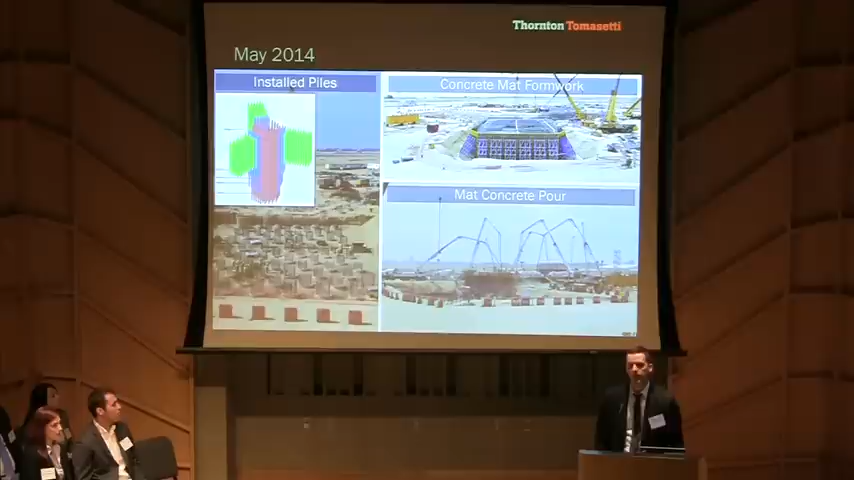 Thornton Tomasetti
May 2014
Installed Piles
Concrete Mat Formwork
Mat Concrete Pour